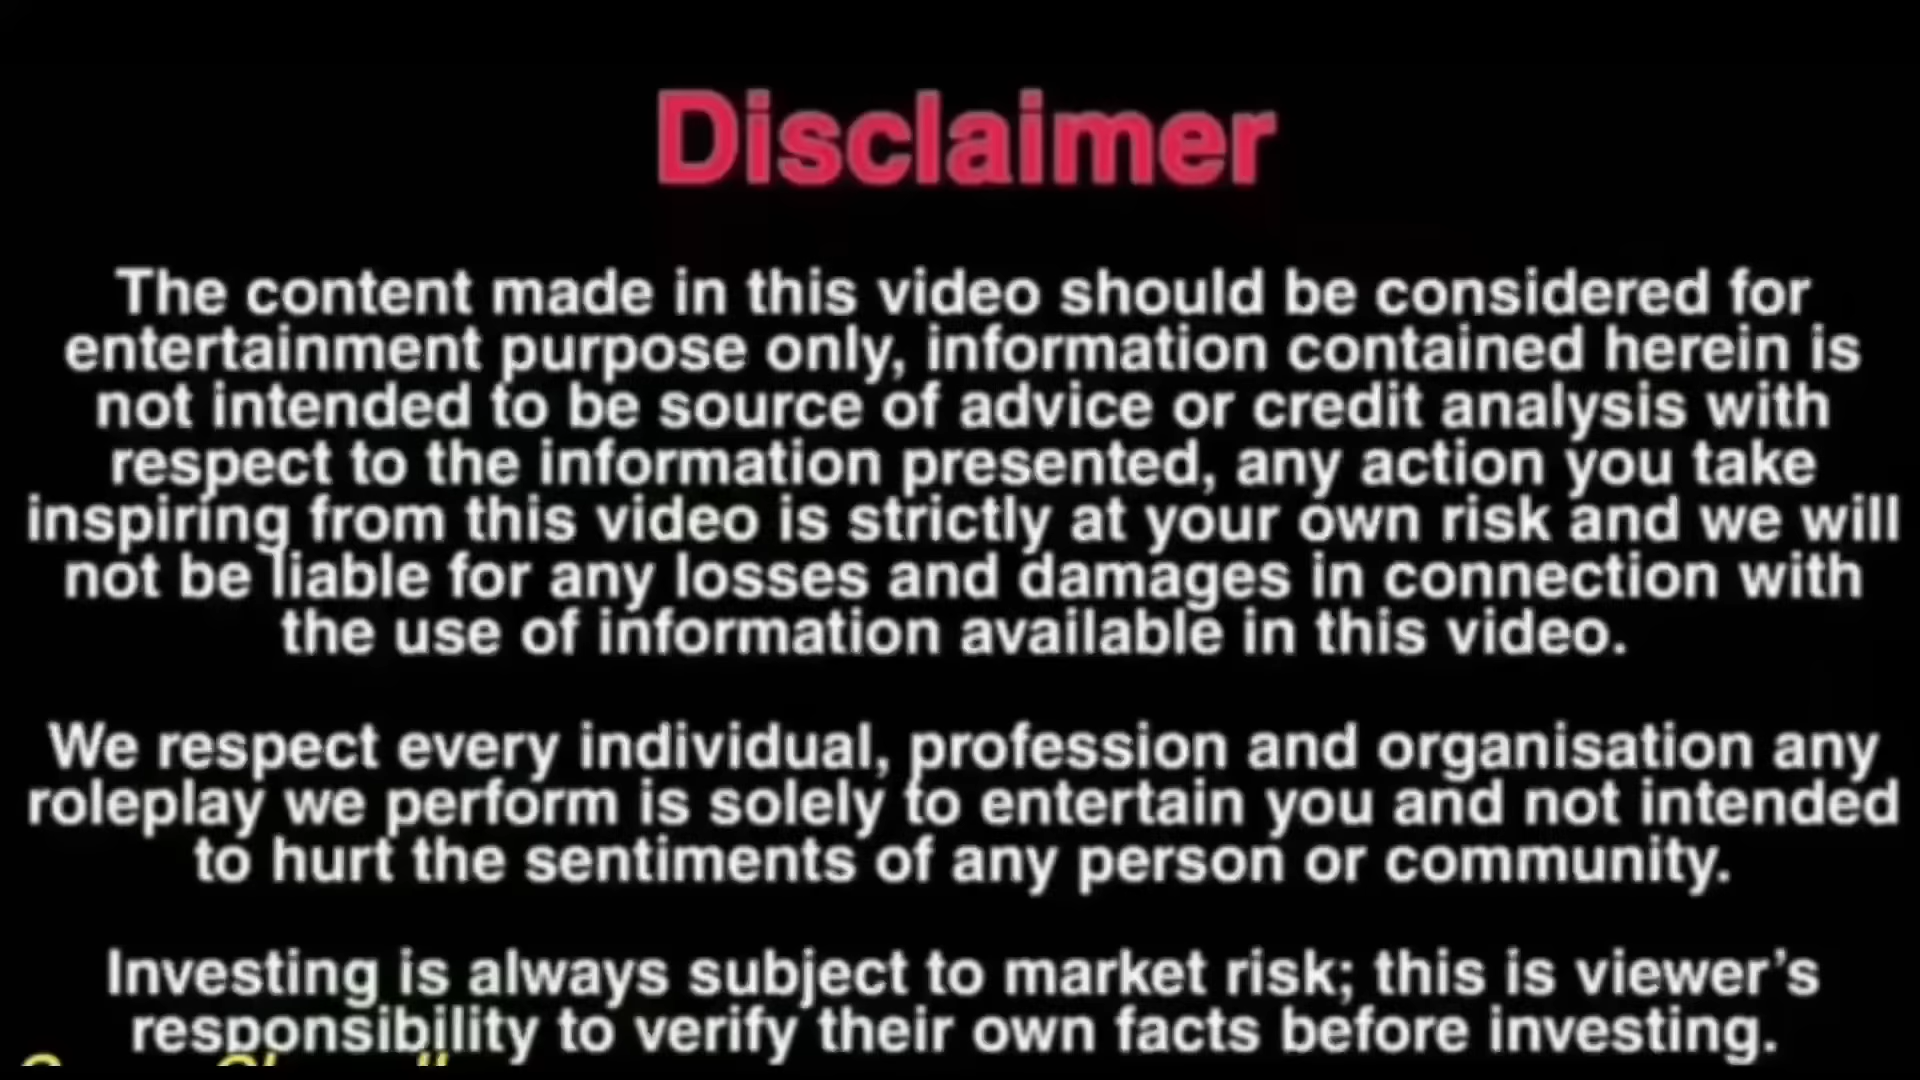 Disclaimer
The content made in this video should be considered for
entertainment purpose only, information contained herein is
not intended to be source of advice or credit analysis with
respect to the information presented, any action you take
inspiring from this video is strictly at your own risk and we will
not be liable for any losses and damages in connection with
the use of information available in this video.
We respect every individual, profession and organisation any
roleplay we perform is solely to entertain you and not intended
to hurt the sentiments of any person or community.
Investing is always subject to market risk; this is viewer's
responsibility to verify their own facts before investing.